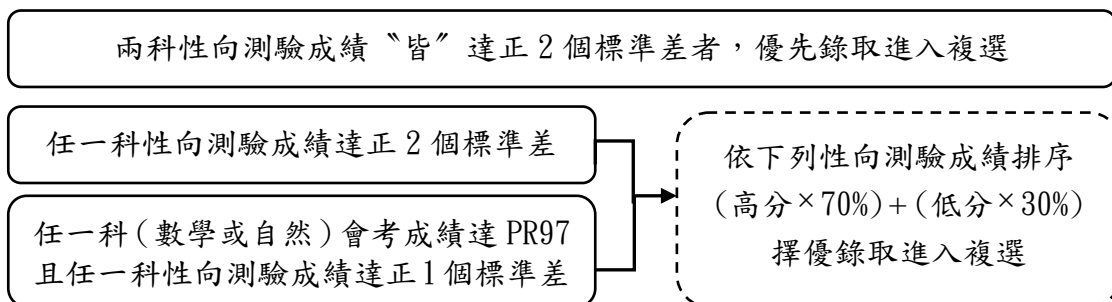 兩科性向測驗成績〝皆〞達正2個標準差者，優先錄取進入複選
任一科性向測驗成績達正2個標準差
任一科(數學或自然)會考成績達PR97
且任一科性向測驗成績達正1個標準差
依下列性向測驗成績排序
(高分×70%)+(低分×30%)
擇優錄取進入複選